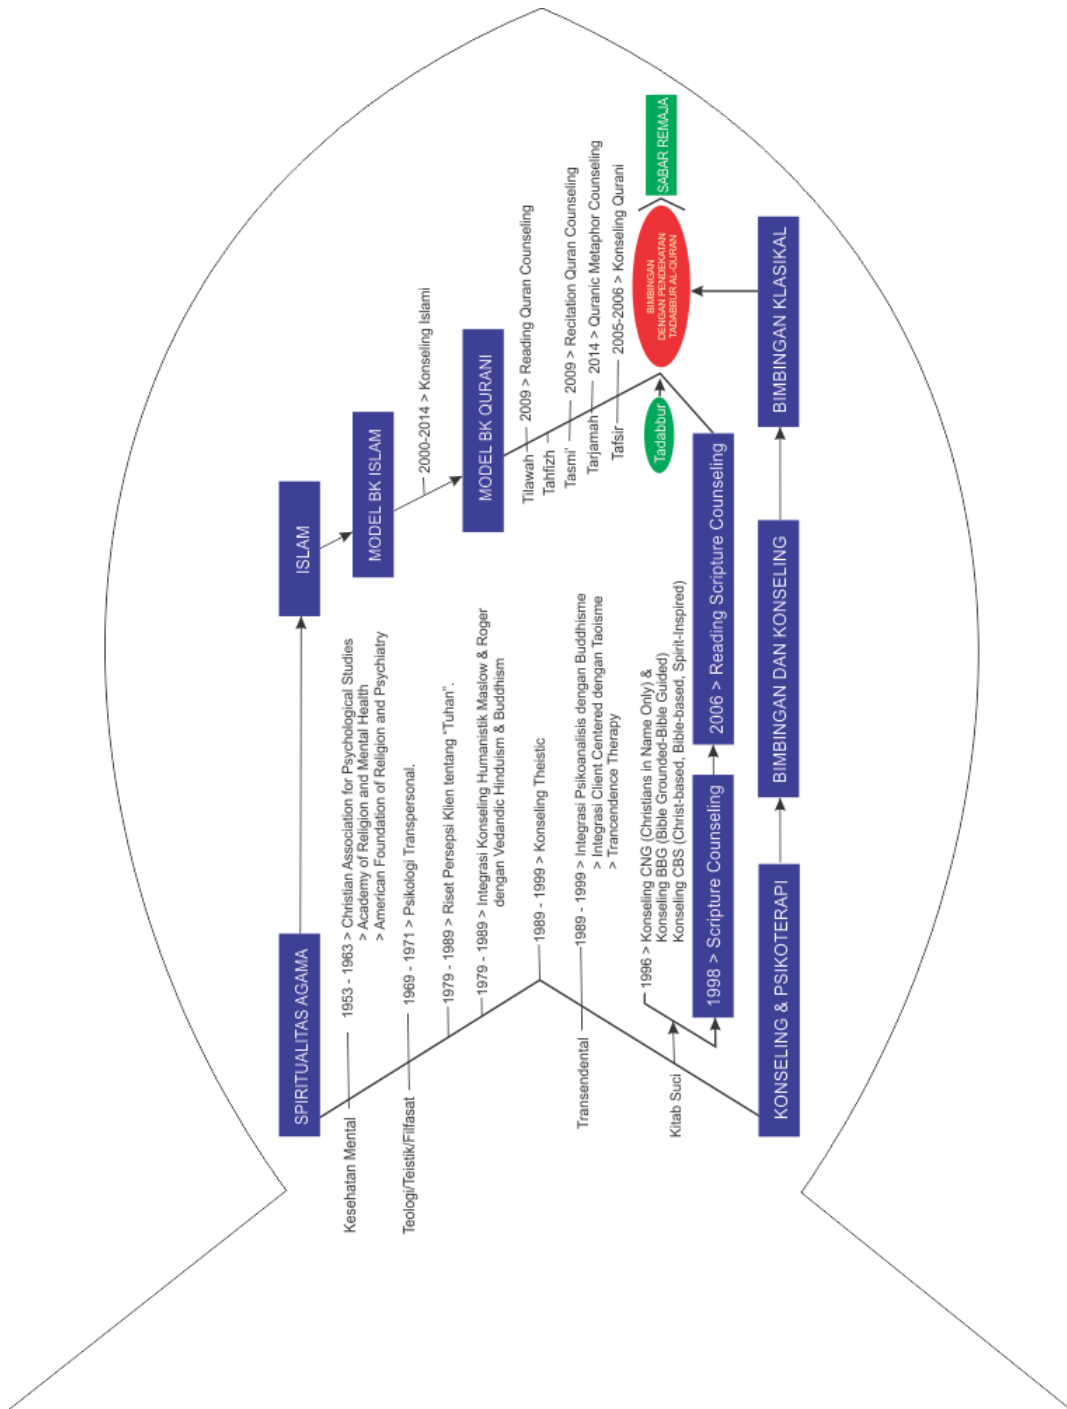 SPIRITUALITAS AGAMA
ISLAM
Kesehatan Mental
1953 - 1963 > Christian Association for Psychological Studies
> Academy of Religion and Mental Health
> American Foundation of Religion and Psychiatry
MODEL BK ISLAM
Teologi/Teistik/Filfasat
1969 - 1971 > Psikologi Transpersonal.
2000-2014 > Konseling Islami
1979 - 1989 > Riset Persepsi Klien tentang "Tuhan".
1979 - 1989 > Integrasi Konseling Humanistik Maslow & Roger
dengan Vedandic Hinduism & Buddhism
MODEL BK QURANI
1989 - 1999 > Konseling Theistic
Tilawah
2009 > Reading Quran Counseling
Tahfizh
Tasmi'
2009 > Recitation Quran Counseling
Tarjamah
2014 > Quranic Metaphor Counseling
Tafsir
2005-2006 > Konseling Qurani
Transendental
1989 - 1999 > Integrasi Psikoanalisis dengan Buddhisme
> Integrasi Client Centered dengan Taoisme
> Trancendence Therapy
Kitab Suci
1996 > Konseling CNG (Christians in Name Only) &
Konseling BBG (Bible Grounded-Bible Guided)
Konseling CBS (Christ-based, Bible-based, Spirit-Inspired)
Tadabbur
BIMBINGAN
DENGAN PENDEKATAN
TADABBUR AL-QURAN
SABAR REMAJA
1998 > Scripture Counseling
2006 > Reading Scripture Counseling
KONSELING & PSIKOTERAPI
BIMBINGAN DAN KONSELING
BIMBINGAN KLASIKAL